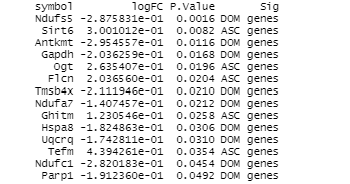 symbol logFC P.Value Sig
Ndufs5 -2.875831e-01 0.0016 DOM genes
Sirt6 3.001012e-01 0.0082 ASC genes
Antkmt -2.954557e-01 0.0116 DOM genes
Gapdh -2.036259e-01 0.0168 DOM genes
Ogt 2.635407e-01 0.0196 ASC genes
Flcn 2.036560e-01 0.0204 ASC genes
Tmsb4x -2.111946e-01 0.0210 DOM genes
Ndufa7 -1.407457e-01 0.0212 DOM genes
Ghitm 1.230546e-01 0.0258 ASC genes
Hspa8 -1.824863e-01 0.0306 DOM genes
Uqcrq -1.742811e-01 0.0310 DOM genes
Tefm 4.394261e-01 0.0354 ASC genes
Ndufc1 -2.820183e-01 0.0454 DOM genes
Parp1 -1.912360e-01 0.0492 DOM genes